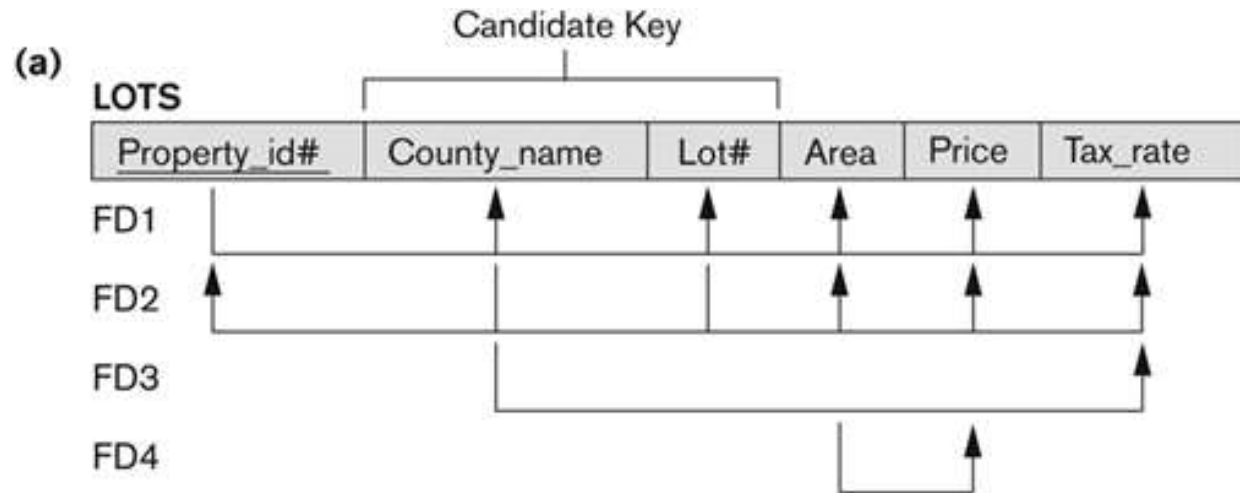 Candidate Key
(a)
LOTS
Property_id# County_name Lot# Area Price Tax_rate
FD1
FD2
FD3
FD4